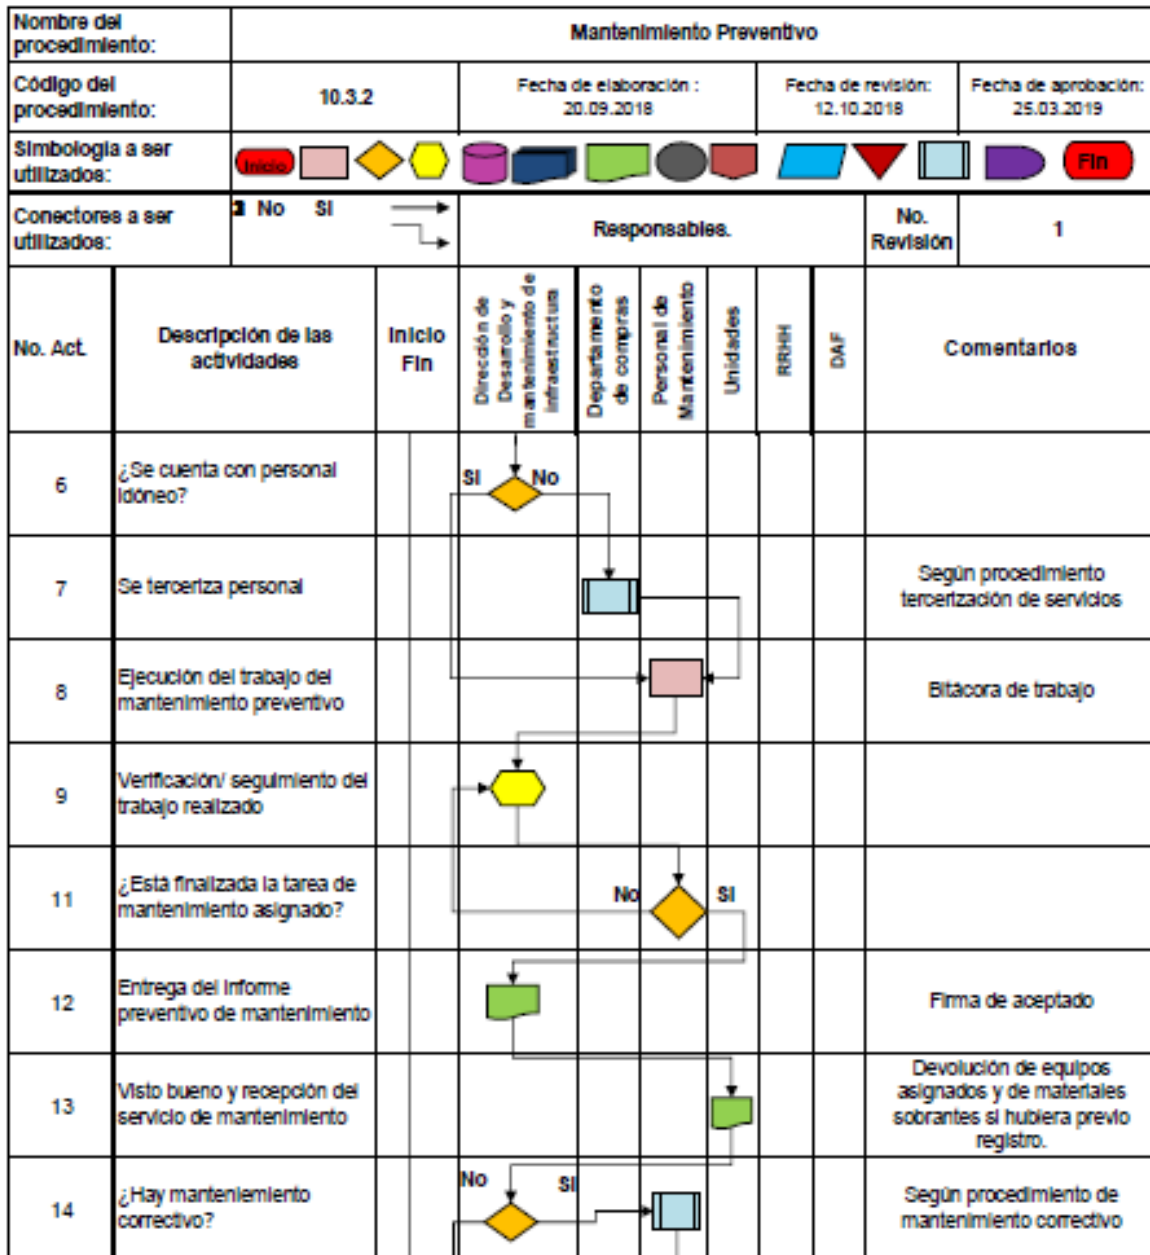 Nombre del
procedimiento:
Mantenimiento Preventivo
Código del
procedimiento:
10.3.2
Fecha de elaboración :
20.09.2018
Fecha de revisión:
12.10.2018
Fecha de aprobación:
25.03.2019
Simbología a ser
utilizados:
Inicio
Fin
Conectores a ser
utilizados:
No SI
Responsables.
No.
Revisión
1
No. Act.
Descripción de las
actividades
Inicio
Fin
Dirección de
Desarrollo y
mantenimiento de
infraestructura
Departamento
de compras
Personal de
Mantenimiento
Unidades
RRHH
DAF
Comentarios
6
¿Se cuenta con personal
idóneo?
SI
No
7
Se terceriza personal
Según procedimiento
tercerización de servicios
8
Ejecución del trabajo del
mantenimiento preventivo
Bitácora de trabajo
9
Verificación/ seguimiento del
trabajo realizado
11
¿Está finalizada la tarea de
mantenimiento asignado?
No
SI
12
Entrega del informe
preventivo de mantenimiento
Firma de aceptado
13
Visto bueno y recepción del
servicio de mantenimiento
Devolución de equipos
asignados y de materiales
sobrantes si hubiera previo
registro.
14
¿Hay manteniemiento
correctivo?
No
SI
Según procedimiento de
mantenimiento correctivo